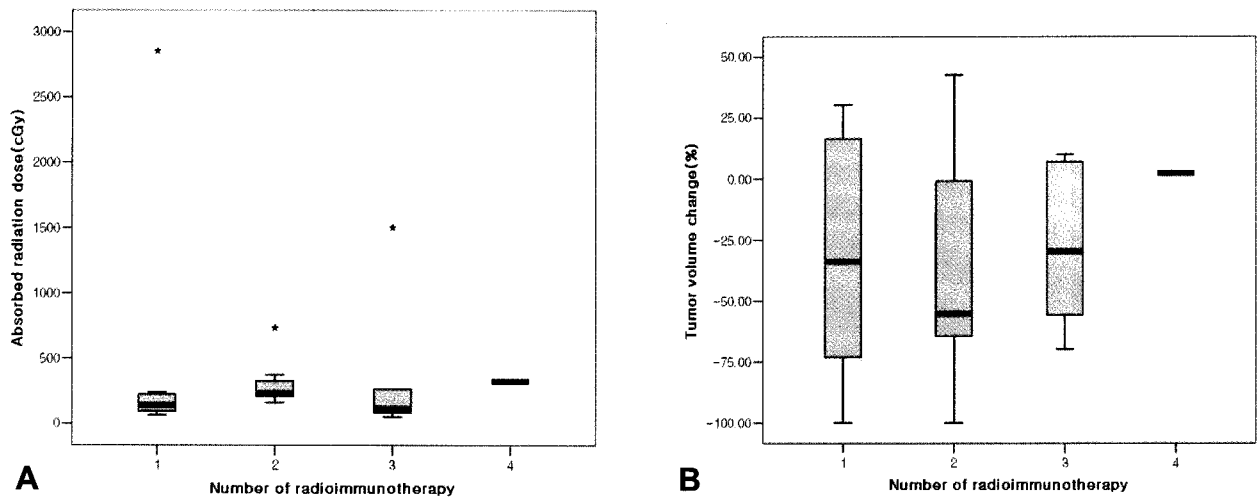 3000
2500
2000
1500
1000
500
0
Absorbed radiation dose(cGy)
1 2 3 4
Number of radioimmunotherapy
A
50.00
25.00
0.00
-25.00
-50.00
-75.00
-100.00
Tumor volume change(%)
1 2 3 4
Number of radioimmunotherapy
B